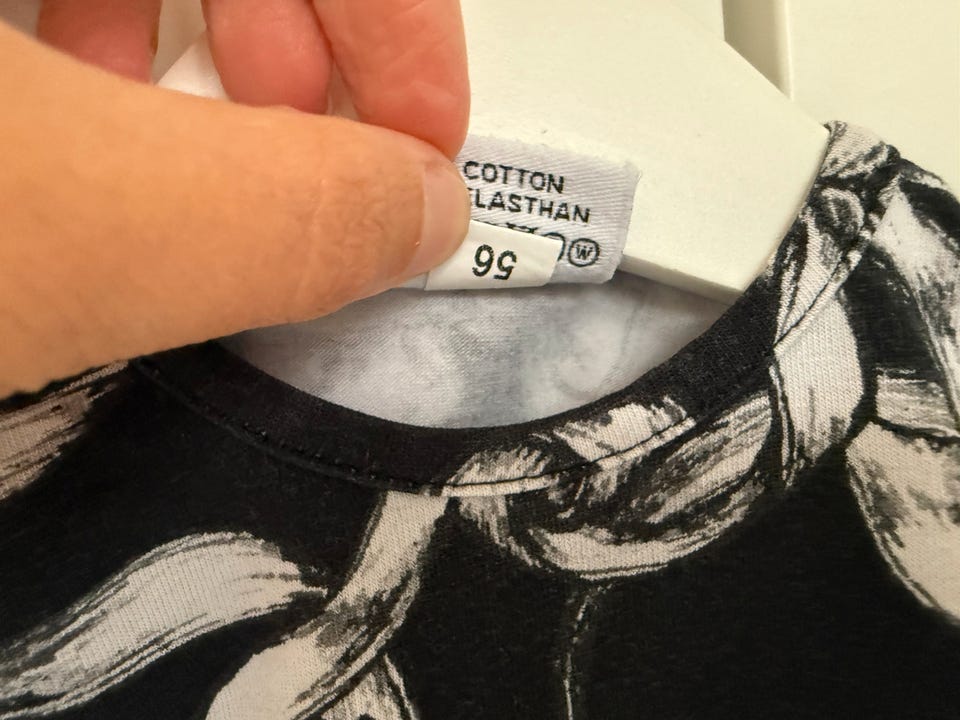 COTTON
ELASTHAN
W
56